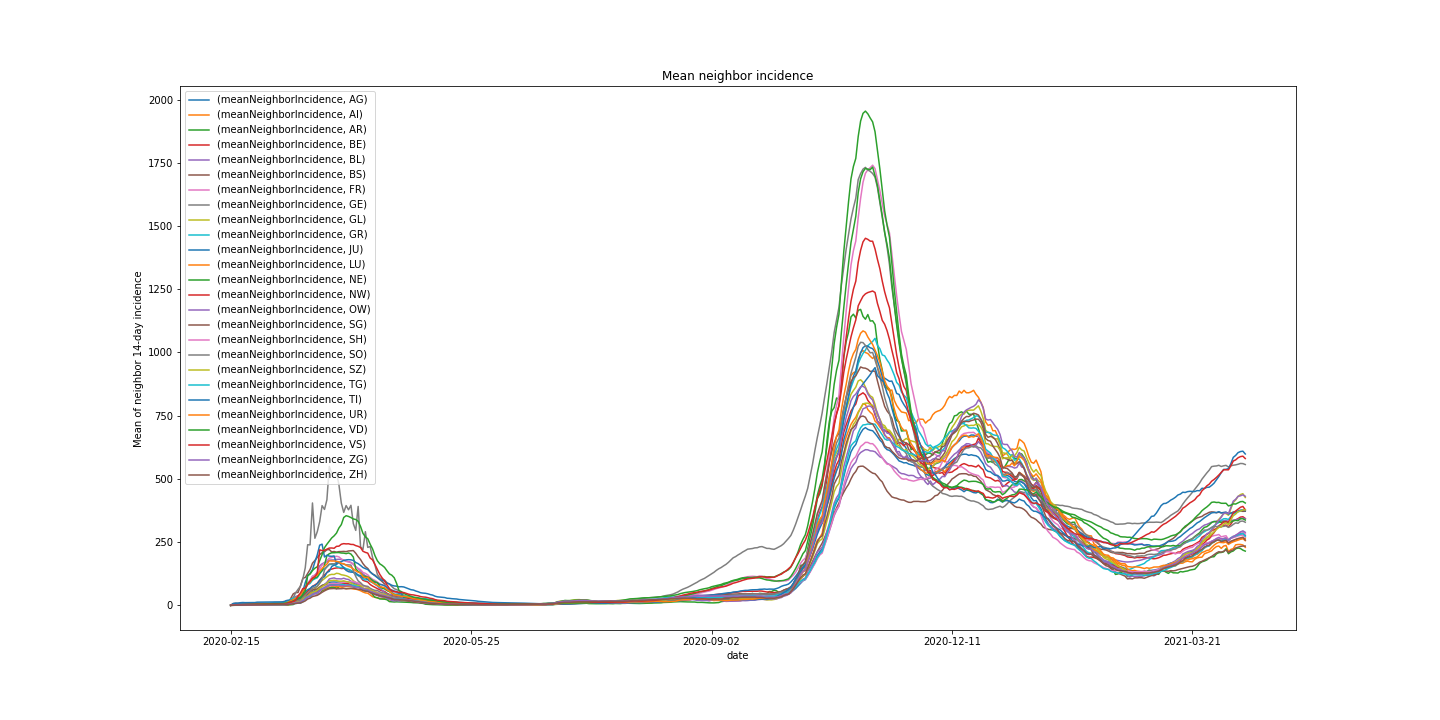 Mean neighbor incidence
2000
1750
1500
1250
1000
750
500
250
0
Mean of neighbor 14-day incidence
(meanNeighborIncidence, AG)
(meanNeighborIncidence, AI)
(meanNeighborIncidence, AR)
(meanNeighborIncidence, BE)
(meanNeighborIncidence, BL)
(meanNeighborIncidence, BS)
(meanNeighborIncidence, FR)
(meanNeighborIncidence, GE)
(meanNeighborIncidence, GL)
(meanNeighborIncidence, GR)
(meanNeighborIncidence, JU)
(meanNeighborIncidence, LU)
(meanNeighborIncidence, NE)
(meanNeighborIncidence, NW)
(meanNeighborIncidence, OW)
(meanNeighborIncidence, SG)
(meanNeighborIncidence, SH)
(meanNeighborIncidence, SO)
(meanNeighborIncidence, SZ)
(meanNeighborIncidence, TG)
(meanNeighborIncidence, TI)
(meanNeighborIncidence, UR)
(meanNeighborIncidence, VD)
(meanNeighborIncidence, VS)
(meanNeighborIncidence, ZG)
(meanNeighborIncidence, ZH)
2020-02-15 2020-05-25 2020-09-02 2020-12-11 2021-03-21
date